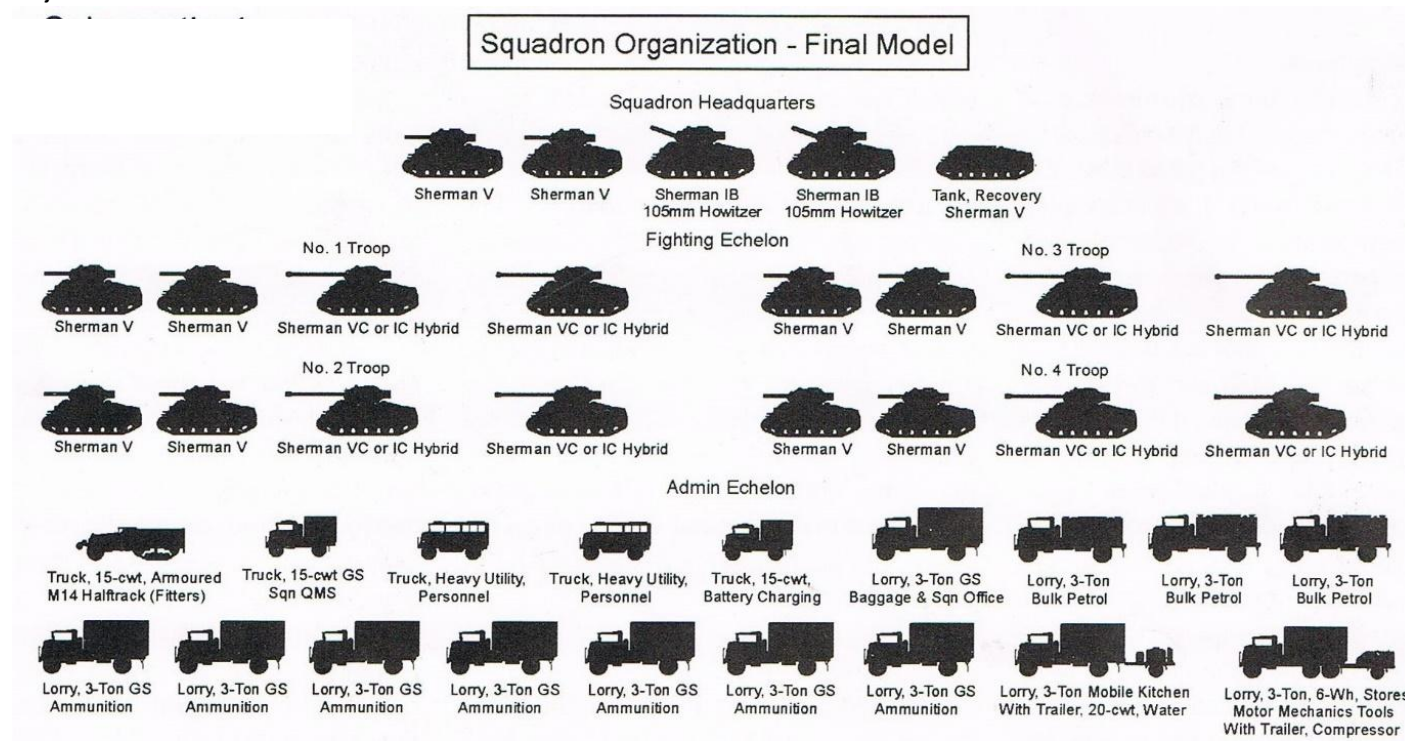 Squadron Organization - Final Model
Squadron Headquarters
Sherman V
Sherman V
Sherman IB
105mm Howitzer
Sherman IB
105mm Howitzer
Tank, Recovery
Sherman V
Fighting Echelon
No. 1 Troop
Sherman V
Sherman V
Sherman VC or IC Hybrid
Sherman VC or IC Hybrid
No. 3 Troop
Sherman V
Sherman V
Sherman VC or IC Hybrid
Sherman VC or IC Hybrid
No. 2 Troop
Sherman V
Sherman V
Sherman VC or IC Hybrid
Sherman VC or IC Hybrid
No. 4 Troop
Sherman V
Sherman V
Sherman VC or IC Hybrid
Sherman VC or IC Hybrid
Admin Echelon
Truck, 15-cwt, Armoured
M14 Halftrack (Fitters)
Truck, 15-cwt GS
Sqn QMS
Truck, Heavy Utility,
Personnel
Truck, Heavy Utility,
Personnel
Truck, 15-cwt,
Battery Charging
Lorry, 3-Ton GS
Baggage & Sqn Office
Lorry, 3-Ton
Bulk Petrol
Lorry, 3-Ton
Bulk Petrol
Lorry, 3-Ton
Bulk Petrol
Lorry, 3-Ton GS
Ammunition
Lorry, 3-Ton GS
Ammunition
Lorry, 3-Ton GS
Ammunition
Lorry, 3-Ton GS
Ammunition
Lorry, 3-Ton GS
Ammunition
Lorry, 3-Ton GS
Ammunition
Lorry, 3-Ton GS
Ammunition
Lorry, 3-Ton Mobile Kitchen
With Trailer, 20-cwt, Water
Lorry, 3-Ton, 6-Wh, Stores
Motor Mechanics Tools
With Trailer, Compressor